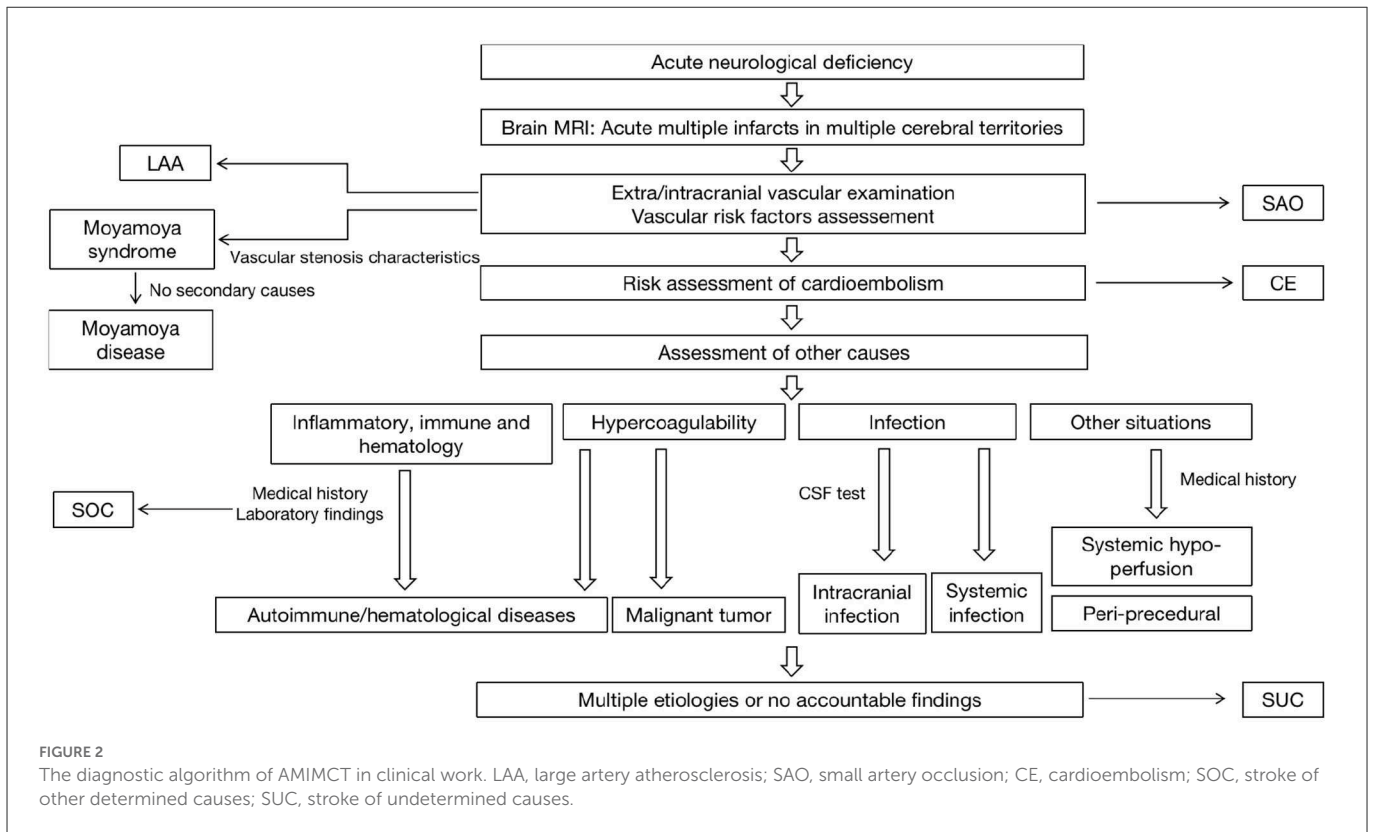 Acute neurological deficiency
Brain MRI: Acute multiple infarcts in multiple cerebral territories
LAA
Extra/intracranial vascular examination
Vascular risk factors assessement
SAO
Moyamoya
syndrome
Vascular stenosis characteristics
Risk assessment of cardioembolism
CE
No secondary causes
Moyamoya
disease
Assessment of other causes
Inflammatory, immune and
hematology
Hypercoagulability
Infection
Other situations
SOC
Medical history
Laboratory findings
CSF test
Medical history
Systemic hypo-
perfusion
Autoimmune/hematological diseases
Malignant tumor
Intracranial
infection
Systemic
infection
Peri-precedural
Multiple etiologies or no accountable findings
SUC
FIGURE 2
The diagnostic algorithm of AMIMCT in clinical work. LAA, large artery atherosclerosis; SAO, small artery occlusion; CE, cardioembolism; SOC, stroke of
other determined causes; SUC, stroke of undetermined causes.